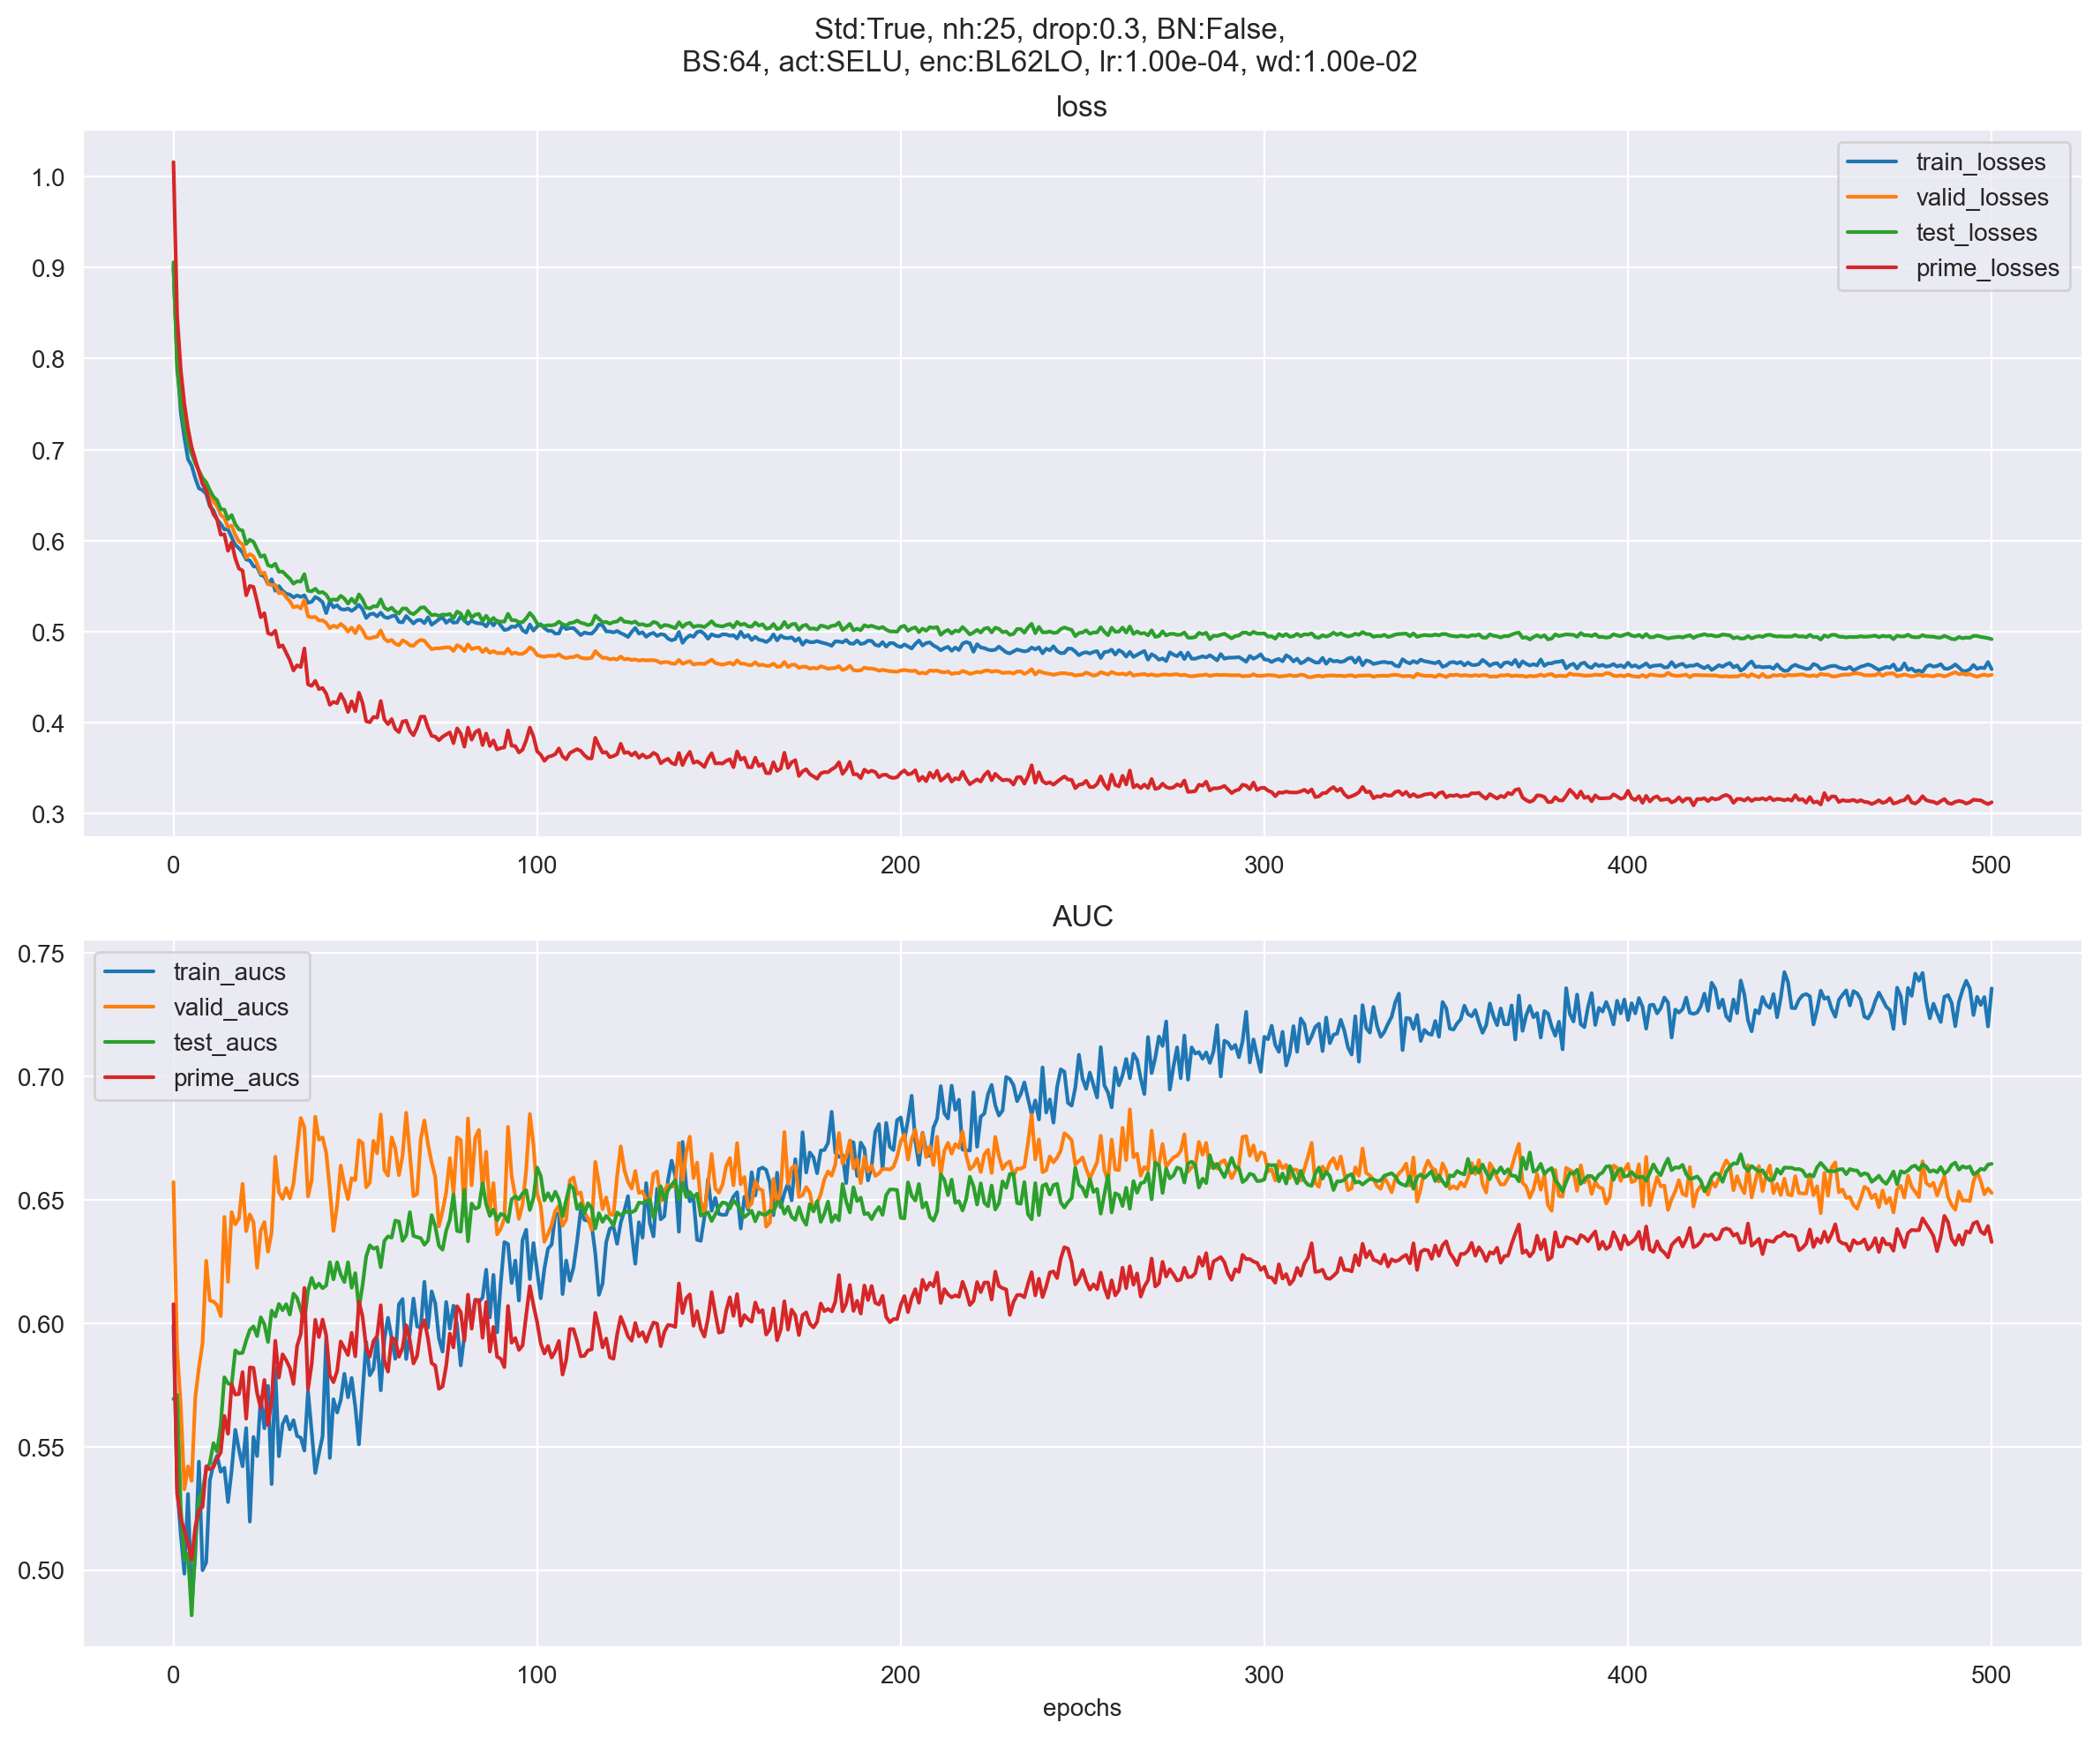 Std:True, nh:25, drop:0.3, BN:False,
BS:64, act:SELU, enc:BL62LO, lr:1.00e-04, wd:1.00e-02
loss
1.0
0.9
0.8
0.7
0.6
0.5
0.4
0.3
train_losses
valid_losses
test_losses
prime_losses
0 100 200 300 400 500
AUC
0.75
0.70
0.65
0.60
0.55
0.50
train_aucs
valid_aucs
test_aucs
prime_aucs
0 100 200 300 400 500
epochs